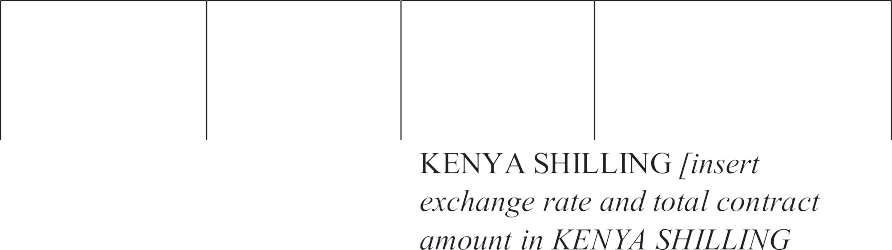 KENYA SHILLING [insert
exchange rate and total contract
amount in KENYA SHILLING